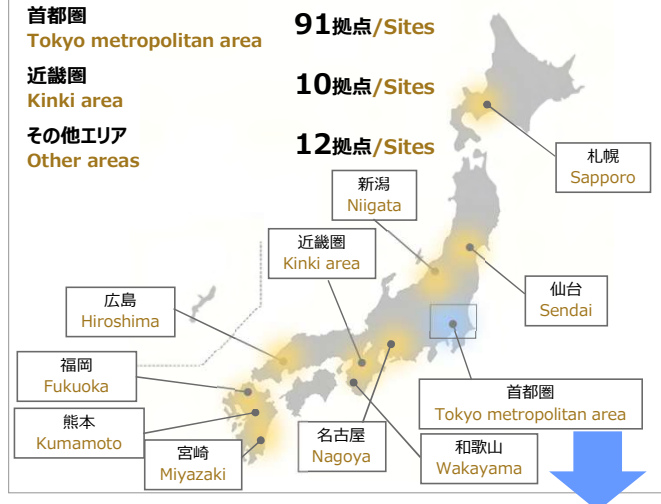 首都圏
Tokyo metropolitan area
91拠点/Sites
近畿圏
Kinki area
10拠点/Sites
その他エリア
Other areas
12拠点/Sites
札幌
Sapporo
新潟
Niigata
近畿圏
Kinki area
仙台
Sendai
広島
Hiroshima
福岡
Fukuoka
首都圏
Tokyo metropolitan area
熊本
Kumamoto
名古屋
Nagoya
和歌山
Wakayama
宮崎
Miyazaki